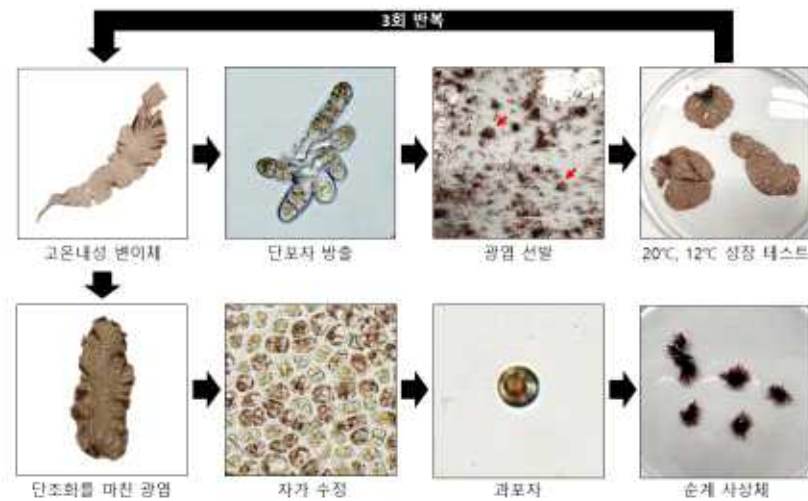 3회 반복
고온내성 변이체
단포자 방출
광엽 선발
20℃, 12℃ 성장 테스트
단조화를 마친 광엽
자가 수정
과포자
순계 사상체